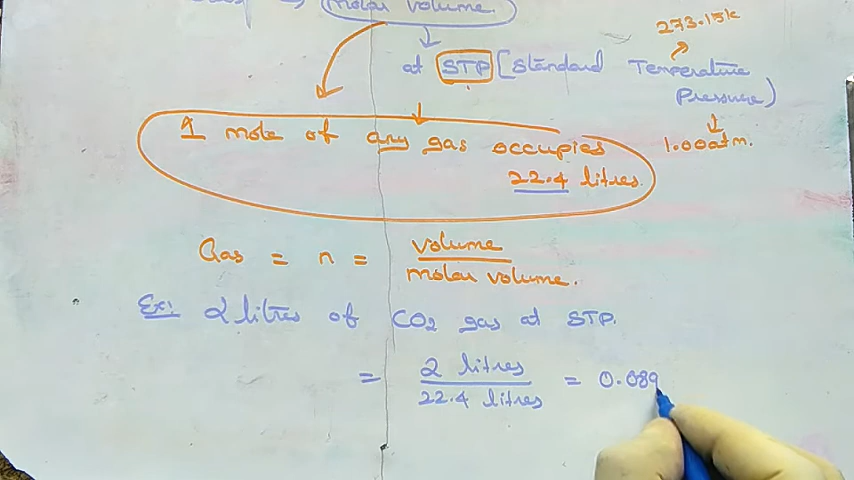 molar volume.
273.15k
at STP [Standard Temperature
Pressure)
1.00atm.
1 mole of any gas occupies
22.4 litres.
Gas = n = volume
molar volume.
Ex: 2 litres of CO2 gas at STP.
= 2 litres = 0.089
22.4 litres